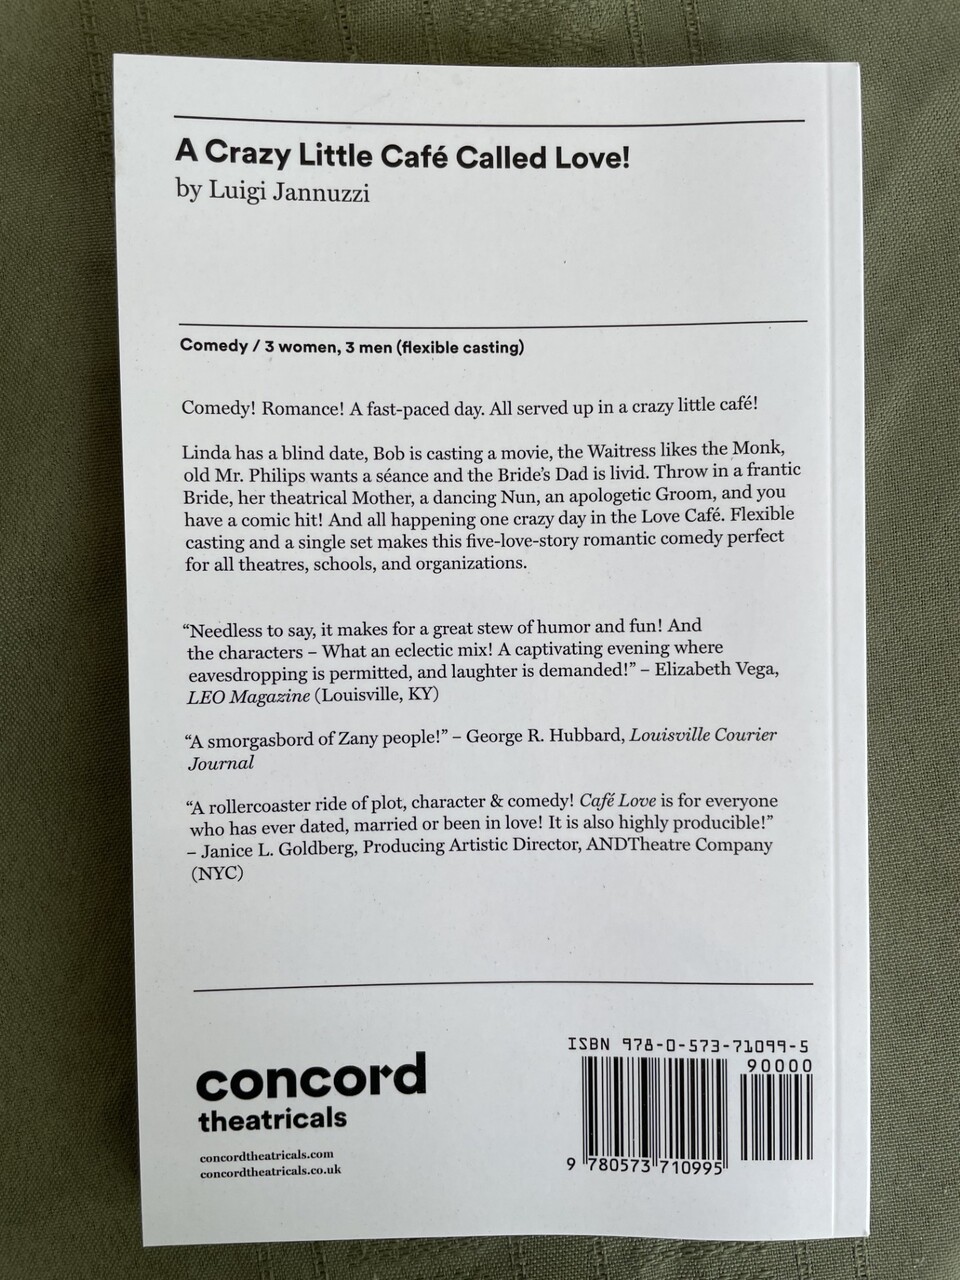 A Crazy Little Café Called Love!
by Luigi Jannuzzi
Comedy / 3 women, 3 men (flexible casting)
Comedy! Romance! A fast-paced day. All served up in a crazy little café!
Linda has a blind date, Bob is casting a movie, the Waitress likes the Monk,
old Mr. Philips wants a séance and the Bride’s Dad is livid. Throw in a frantic
Bride, her theatrical Mother, a dancing Nun, an apologetic Groom, and you
have a comic hit! And all happening one crazy day in the Love Café. Flexible
casting and a single set makes this five-love-story romantic comedy perfect
for all theatres, schools, and organizations.
“Needless to say, it makes for a great stew of humor and fun! And
the characters – What an eclectic mix! A captivating evening where
eavesdropping is permitted, and laughter is demanded!” – Elizabeth Vega,
LEO Magazine (Louisville, KY)
“A smorgasbord of Zany people!” – George R. Hubbard, Louisville Courier
Journal
“A rollercoaster ride of plot, character & comedy! Café Love is for everyone
who has ever dated, married or been in love! It is also highly producible!”
– Janice L. Goldberg, Producing Artistic Director, ANDTheatre Company
(NYC)
concord
theatricals
concordtheatricals.com
concordtheatricals.co.uk
ISBN 978-0-573-71099-5
90000
9 780573 710995